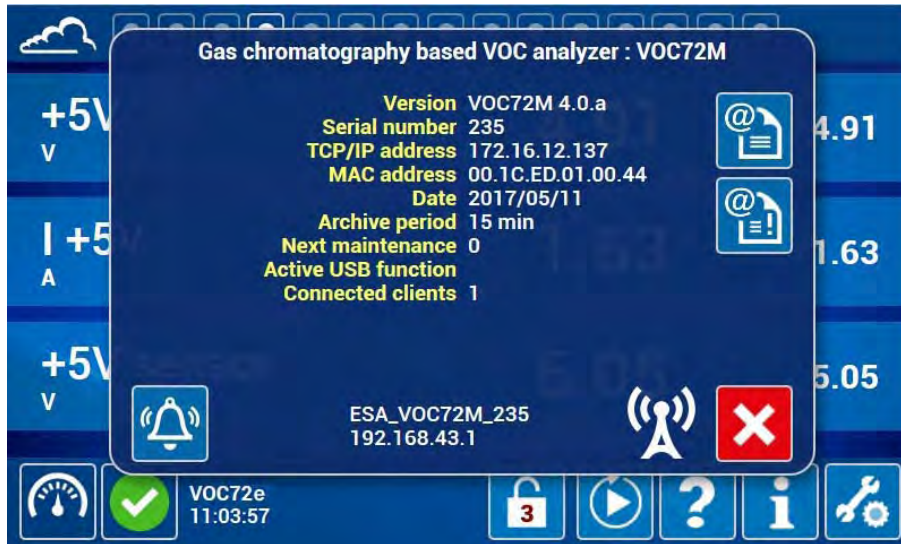 Gas chromatography based VOC analyzer : VOC72M
Version VOC72M 4.0.a
Serial number 235
TCP/IP address 172.16.12.137
MAC address 00.1C.ED.01.00.44
Date 2017/05/11
Archive period 15 min
Next maintenance 0
Active USB function
Connected clients 1
+5V
V
4.91
I +5
A
1.63
+5V
V
5.05
ESA_VOC72M_235
192.168.43.1
VOC72e
11:03:57
3
?
i